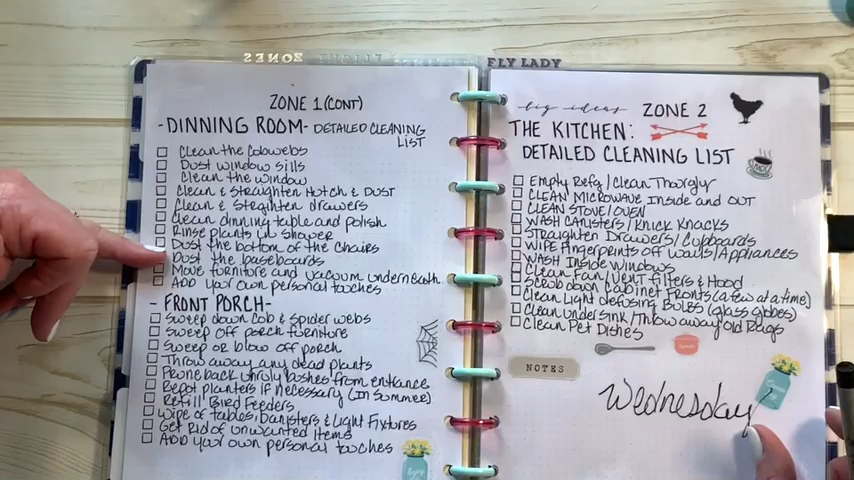 FLIGHT ZONES
ZONE 1 (CONT)
-DINNING ROOM- DETAILED CLEANING
LIST
Clean the Cobwebs
Dust window sills
Clean the window
Clean & Straighten Hutch & DUST
Clean & Steghten drawers
Clean dinning table and polish
Rinse plants in shower
Dust the bottom of the Chairs
Dust the baseboards
Move furniture and vacuum undernEath
ADD your own personal touches
-FRONT PORCH-
Sweep down Cob & spider webs
Sweep off porch furniture
Sweep or blow off porch
Throw away any dead plants
Prune back unruly bushes from entrance
Repot planters if necessary (In Summer)
Refill Bird Feeders
Wipe of tables, Banisters & Light Fixtures
Get Rid of unwanted Items
ADD your own personal touches
Enjoy
FLY LADY
big ideas ZONE 2
THE KITCHEN:
DETAILED CLEANING LIST
Empty Refg/Clean Thorgly
CLEAN MICROWAVE Inside and OUT
CLEAN STOVE/OVEN
WASH CANISTERS/KNICK KNACKS
Straighten Drawers/Cupboards
WIPE Fingerprints off walls/Appliances
WASH Inside Windows
Clean Fan/Vent Filters & Hood
Scrub down Cabinet Fronts (a few at a time)
Clean Light defusing Bulbs (glass globes)
Clean undersink/Throw away old Rags
Clean Pet Dishes
NOTES
Wednesday